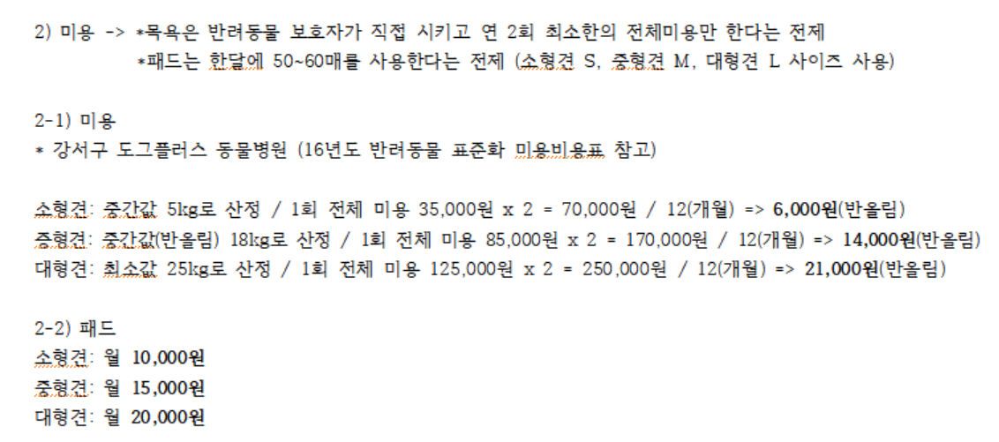 2) 미용 -> *목욕은 반려동물 보호자가 직접 시키고 연 2회 최소한의 전체미용만 한다는 전제
*패드는 한달에 50~60매를 사용한다는 전제 (소형견 S, 중형견 M, 대형견 L 사이즈 사용)
2-1) 미용
* 강서구 도그플러스 동물병원 (16년도 반려동물 표준화 미용비용표 참고)
소형견: 중간값 5kg로 산정 / 1회 전체 미용 35,000원 x 2 = 70,000원 / 12(개월) => 6,000원(반올림)
중형견: 중간값(반올림) 18kg로 산정 / 1회 전체 미용 85,000원 x 2 = 170,000원 / 12(개월) => 14,000원(반올림)
대형견: 최소값 25kg로 산정 / 1회 전체 미용 125,000원 x 2 = 250,000원 / 12(개월) => 21,000원(반올림)
2-2) 패드
소형견: 월 10,000원
중형견: 월 15,000원
대형견: 월 20,000원